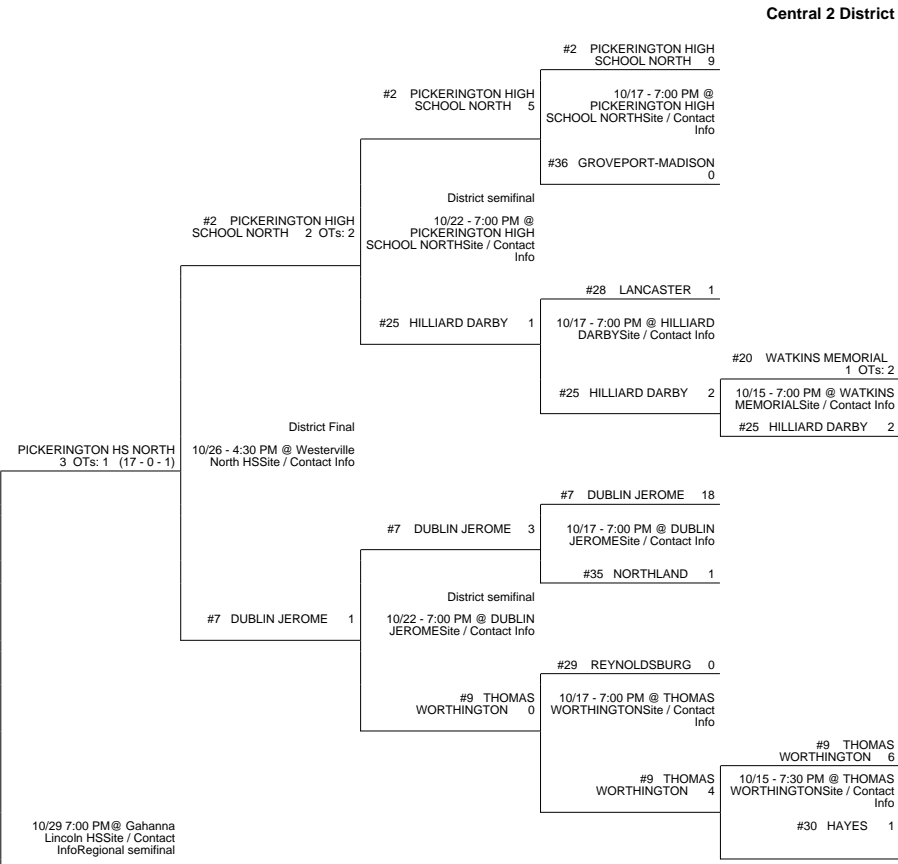 Central 2 District
#2 PICKERINGTON HIGH
SCHOOL NORTH 9
#2 PICKERINGTON HIGH
SCHOOL NORTH 5
10/17 - 7:00 PM @
PICKERINGTON HIGH
SCHOOL NORTHSite / Contact
Info
#36 GROVEPORT-MADISON
0
District semifinal
#2 PICKERINGTON HIGH
SCHOOL NORTH 2 OTs: 2
10/22 - 7:00 PM @
PICKERINGTON HIGH
SCHOOL NORTHSite / Contact
Info
#28 LANCASTER 1
#25 HILLIARD DARBY 1
10/17 - 7:00 PM @ HILLIARD
DARBYSite / Contact Info
#20 WATKINS MEMORIAL
1 OTs: 2
#25 HILLIARD DARBY 2
10/15 - 7:00 PM @ WATKINS
MEMORIALSite / Contact Info
#25 HILLIARD DARBY 2
District Final
PICKERINGTON HS NORTH
3 OTs: 1 (17 - 0 - 1)
10/26 - 4:30 PM @ Westerville
North HSSite / Contact Info
#7 DUBLIN JEROME 18
#7 DUBLIN JEROME 3
10/17 - 7:00 PM @ DUBLIN
JEROMESite / Contact Info
#35 NORTHLAND 1
District semifinal
#7 DUBLIN JEROME 1
10/22 - 7:00 PM @ DUBLIN
JEROMESite / Contact Info
#29 REYNOLDSBURG 0
#9 THOMAS
WORTHINGTON 0
10/17 - 7:00 PM @ THOMAS
WORTHINGTONSite / Contact
Info
#9 THOMAS
WORTHINGTON 6
#9 THOMAS
WORTHINGTON 4
10/15 - 7:30 PM @ THOMAS
WORTHINGTONSite / Contact
Info
#30 HAYES 1
10/29 7:00 PM@ Gahanna
Lincoln HSSite / Contact
InfoRegional semifinal